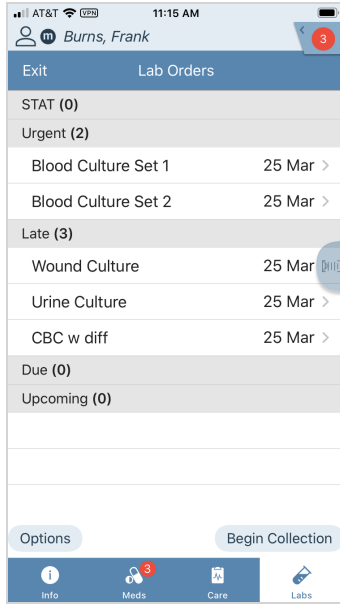 AT&T VPN 11:15 AM
m Burns, Frank 3
Exit Lab Orders
STAT (0)
Urgent (2)
Blood Culture Set 1 25 Mar
Blood Culture Set 2 25 Mar
Late (3)
Wound Culture 25 Mar
Urine Culture 25 Mar
CBC w diff 25 Mar
Due (0)
Upcoming (0)
Options Begin Collection
3
Info Meds Care Labs